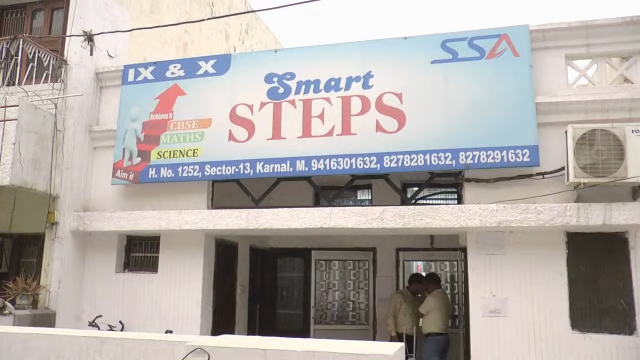 IX & X
SSA
Smart
STEPS
Achieve it
CBSE
MATHS
SCIENCE
Aim it
H. No. 1252, Sector-13, Karnal. M. 9416301632, 8278281632, 8278291632